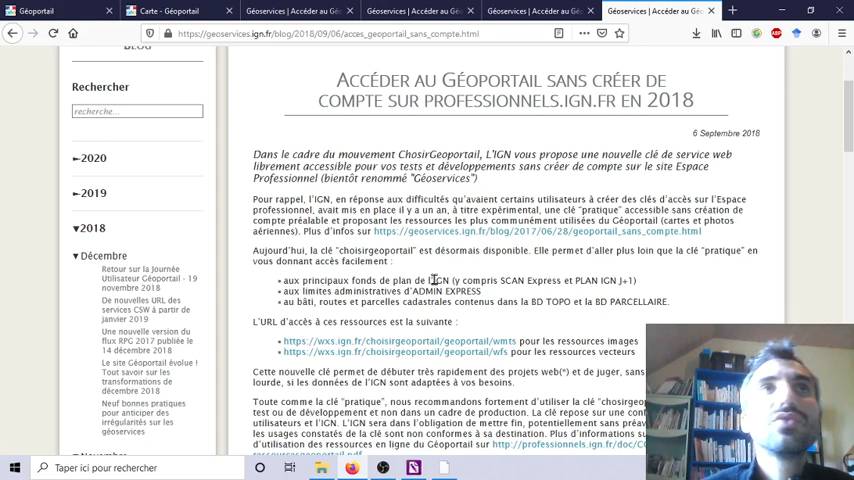 Géoportail
Carte - Géoportail
Géoservices | Accéder au Géo
Géoservices | Accéder au Géo
Géoservices | Accéder au Géo
Géoservices | Accéder au Géo
https://geoservices.ign.fr/blog/2018/09/06/acces_geoportail_sans_compte.html
BLOG
Rechercher
recherche...
2020
2019
2018
Décembre
Retour sur la Journée
Utilisateur Géoportail - 19
novembre 2018
De nouvelles URL des
services CSW à partir de
janvier 2019
Une nouvelle version du
flux RPG 2017 publiée le
14 décembre 2018
Le site Géoportail évolue !
Tout savoir sur les
transformations de
décembre 2018
Neuf bonnes pratiques
pour anticiper des
irrégularités sur les
géoservices
Novembre
ACCÉDER AU GÉOPORTAIL SANS CRÉER DE
COMPTE SUR PROFESSIONNELS.IGN.FR EN 2018
6 Septembre 2018
Dans le cadre du mouvement ChosirGeoportail, L'IGN vous propose une nouvelle clé de service web
librement accessible pour vos tests et développements sans créer de compte sur le site Espace
Professionnel (bientôt renommé "Géoservices")
Pour rappel, l'IGN, en réponse aux difficultés qu'avaient certains utilisateurs à créer des clés d'accès sur l'Espace
professionnel, avait mis en place il y a un an, à titre expérimental, une clé "pratique" accessible sans création de
compte préalable et proposant les ressources les plus communément utilisées du Géoportail (cartes et photos
aériennes). Plus d'infos sur https://geoservices.ign.fr/blog/2017/06/28/geoportail_sans_compte.html
Aujourd'hui, la clé "choisirgeoportail" est désormais disponible. Elle permet d'aller plus loin que la clé "pratique" en
vous donnant accès facilement :
aux principaux fonds de plan de l'IGN (y compris SCAN Express et PLAN IGN J+1)
aux limites administratives d'ADMIN EXPRESS
au bâti, routes et parcelles cadastrales contenus dans la BD TOPO et la BD PARCELLAIRE.
L'URL d'accès à ces ressources est la suivante :
https://wxs.ign.fr/choisirgeoportail/geoportail/wmts pour les ressources images
https://wxs.ign.fr/choisirgeoportail/geoportail/wfs pour les ressources vecteurs
Cette nouvelle clé permet de débuter très rapidement des projets web(*) et de juger, sans
lourde, si les données de l'IGN sont adaptées à vos besoins.
Toute comme la clé "pratique", nous recommandons fortement d'utiliser la clé "choisirgeo
test ou de développement et non dans un cadre de production. La clé repose sur une conf
utilisateurs et l'IGN. L'IGN sera dans l'obligation de mettre fin, potentiellement sans préav
les usages constatés de la clé sont non conformes à sa destination. Plus d'informations su
d'utilisation des ressources en ligne du Géoportail sur http://professionnels.ign.fr/doc/C
ressourcesgeoportail.pdf
Taper ici pour rechercher